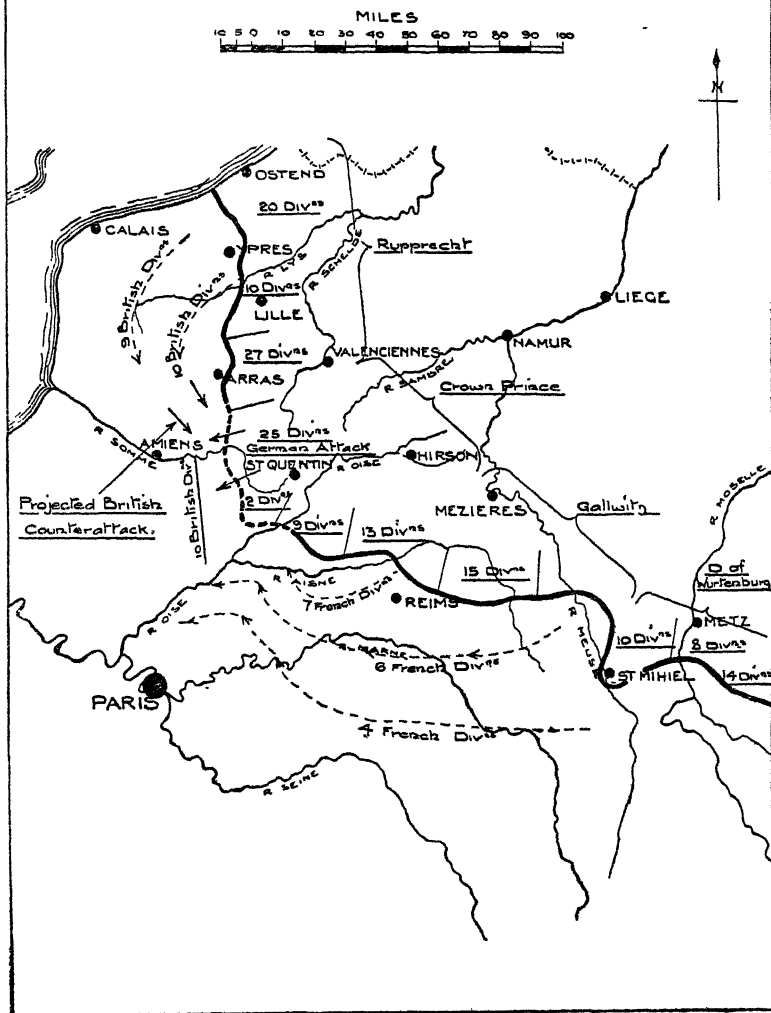 MILES
10 5 0 10 20 30 40 50 60 70 80 90 100
N
OSTEND
20 Divns
CALAIS
YPRES
R LYS
R SCHELDE
Rupprecht
9 British Divns
10 British Divns
10 Divns
LILLE
LIEGE
NAMUR
27 Divns
VALENCIENNES
R SAMBRE
ARRAS
Crown Prince
25 Divns
German Attack
AMIENS
R SOMME
ST QUENTIN
R OISE
HIRSON
10 British Divns
2 Divns
MEZIERES
Projected British
Counterattack.
Gallwitz
R MOSELLE
9 Divns
13 Divns
15 Divns
D of
Wurtenburg
R AISNE
7 French Divns
REIMS
R OISE
R MEUSE
METZ
10 Divns
8 Divns
R MARNE
6 French Divns
ST MIHIEL
14 Divns
PARIS
4 French Divns
R SEINE